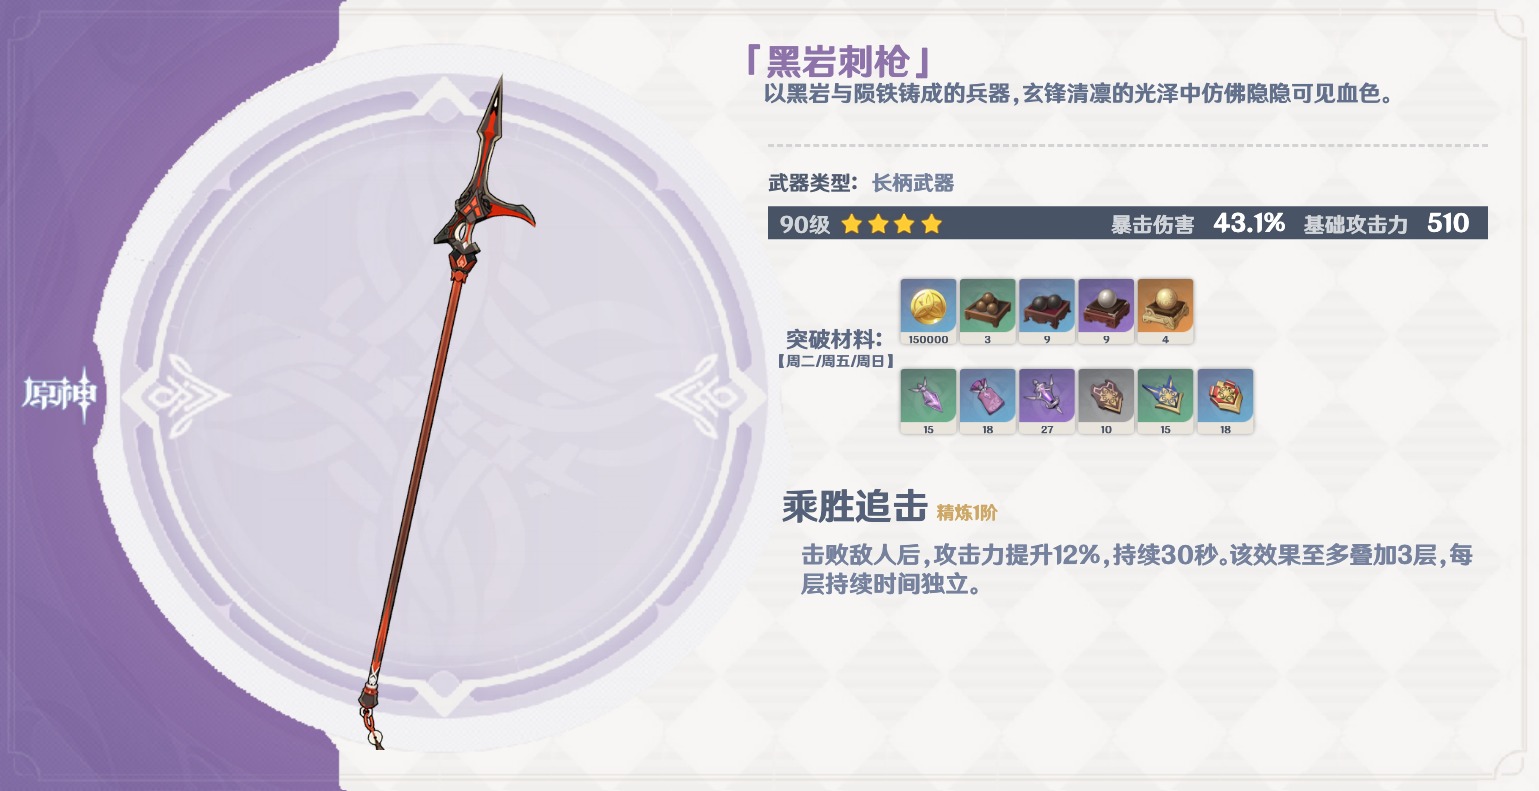 原神
「黑岩刺枪」
以黑岩与陨铁铸成的兵器，玄锋清凛的光泽中仿佛隐隐可见血色。
武器类型： 长柄武器
90级 暴击伤害 43.1% 基础攻击力 510
突破材料：
【周二/周五/周日】
150000 3 9 9 4
15 18 27 10 15 18
乘胜追击 精炼1阶
击败敌人后，攻击力提升12%，持续30秒。该效果至多叠加3层，每
层持续时间独立。